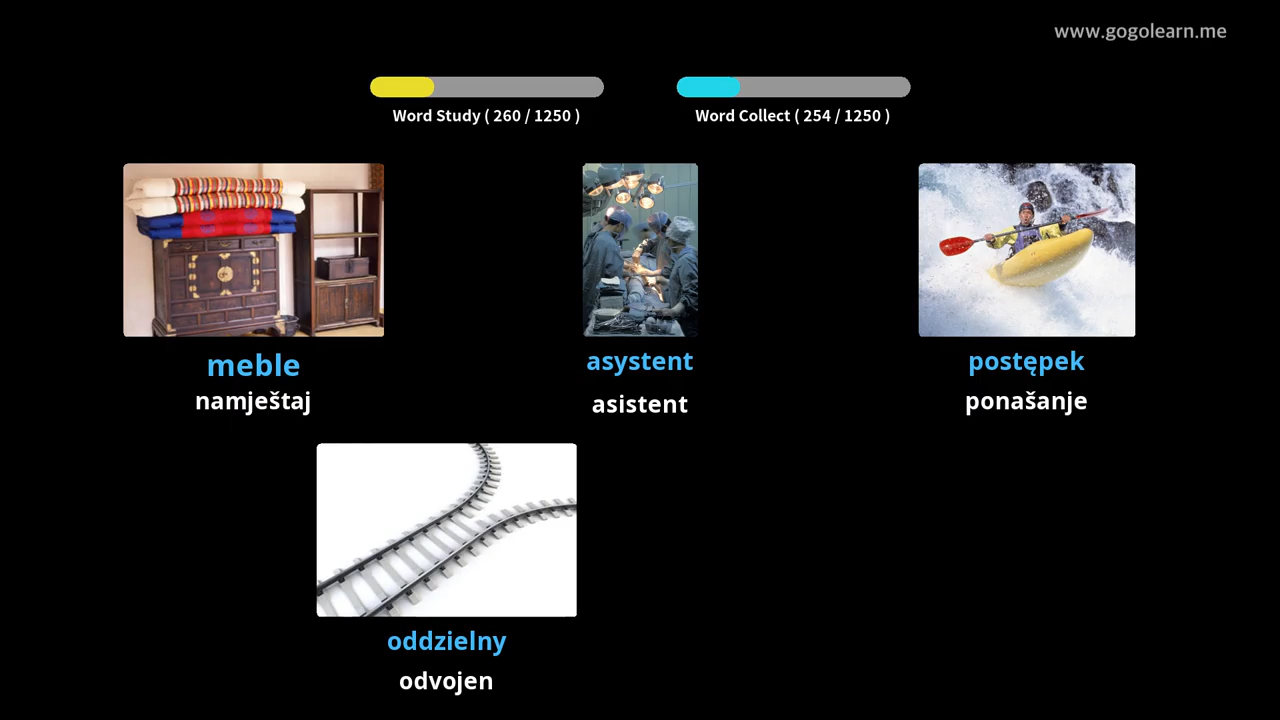 www.gogolearn.me
Word Study ( 260 / 1250 )
Word Collect ( 254 / 1250 )
meble
namještaj
asystent
asistent
postępek
ponašanje
oddzielny
odvojen